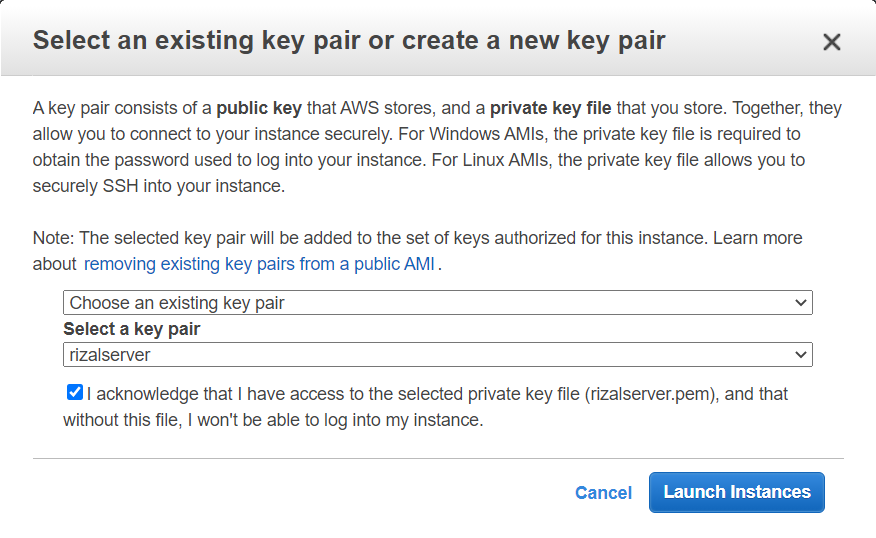 Select an existing key pair or create a new key pair
A key pair consists of a public key that AWS stores, and a private key file that you store. Together, they
allow you to connect to your instance securely. For Windows AMIs, the private key file is required to
obtain the password used to log into your instance. For Linux AMIs, the private key file allows you to
securely SSH into your instance.
Note: The selected key pair will be added to the set of keys authorized for this instance. Learn more
about removing existing key pairs from a public AMI .
Choose an existing key pair
Select a key pair
rizalserver
I acknowledge that I have access to the selected private key file (rizalserver.pem), and that
without this file, I won't be able to log into my instance.
Cancel Launch Instances